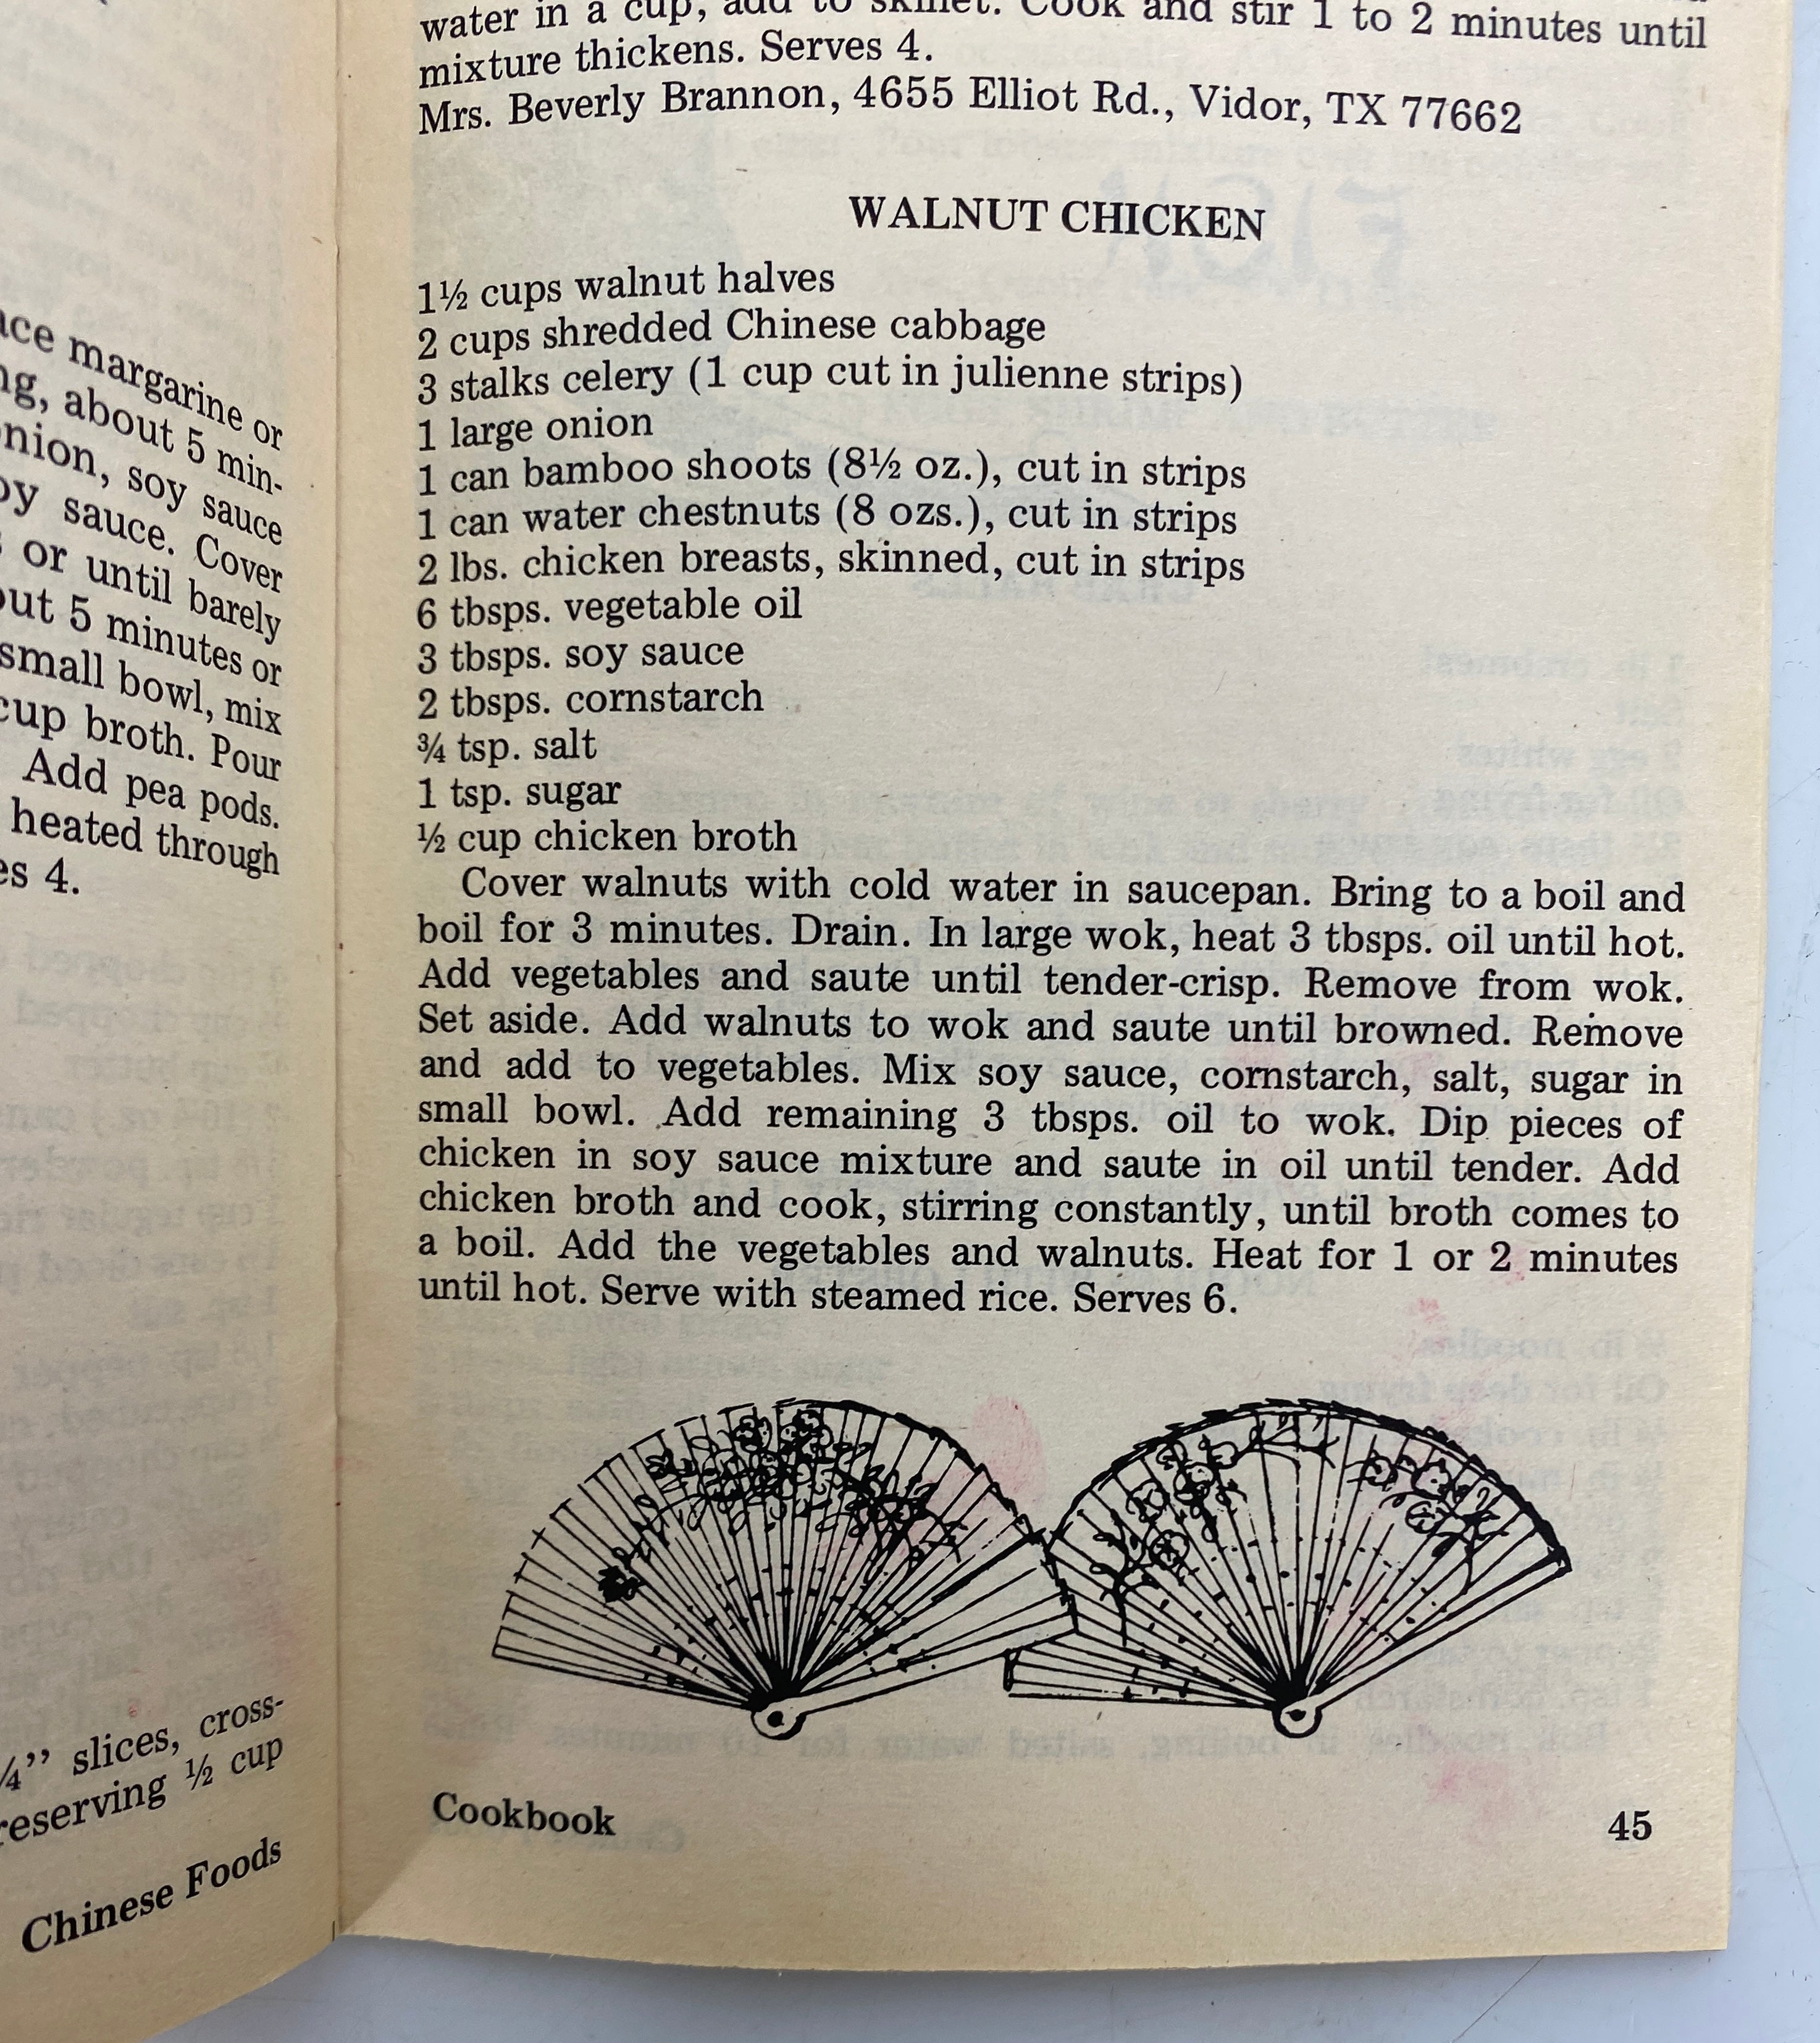 water in a cup, add to skillet. Cook and stir 1 to 2 minutes until
mixture thickens. Serves 4.
Mrs. Beverly Brannon, 4655 Elliot Rd., Vidor, TX 77662
WALNUT CHICKEN
1½ cups walnut halves
2 cups shredded Chinese cabbage
3 stalks celery (1 cup cut in julienne strips)
1 large onion
1 can bamboo shoots (8½ oz.), cut in strips
1 can water chestnuts (8 ozs.), cut in strips
2 lbs. chicken breasts, skinned, cut in strips
6 tbsps. vegetable oil
3 tbsps. soy sauce
2 tbsps. cornstarch
¾ tsp. salt
1 tsp. sugar
½ cup chicken broth
Cover walnuts with cold water in saucepan. Bring to a boil and
boil for 3 minutes. Drain. In large wok, heat 3 tbsps. oil until hot.
Add vegetables and saute until tender-crisp. Remove from wok.
Set aside. Add walnuts to wok and saute until browned. Remove
and add to vegetables. Mix soy sauce, cornstarch, salt, sugar in
small bowl. Add remaining 3 tbsps. oil to wok. Dip pieces of
chicken in soy sauce mixture and saute in oil until tender. Add
chicken broth and cook, stirring constantly, until broth comes to
a boil. Add the vegetables and walnuts. Heat for 1 or 2 minutes
until hot. Serve with steamed rice. Serves 6.
Cookbook
45
margarine or
about 5 min-
soy sauce
sauce. Cover
or until barely
5 minutes or
small bowl, mix
cup broth. Pour
Add pea pods.
heated through
4.
slices, cross-
reserving ½ cup
Chinese Foods